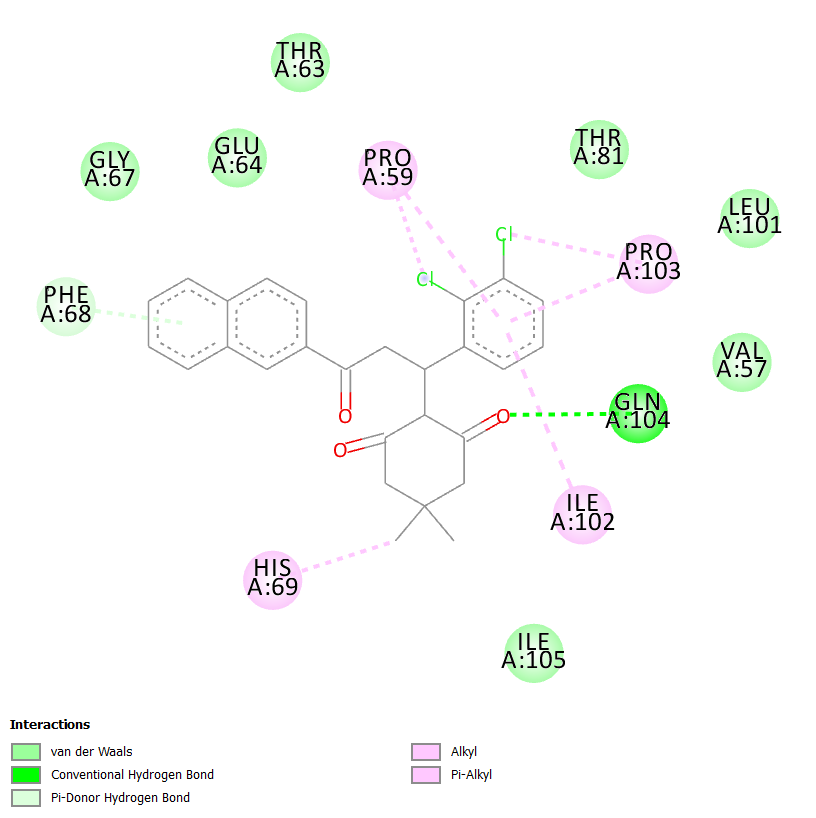 THR
A:63
GLU
A:64
THR
A:81
GLY
A:67
PRO
A:59
LEU
A:101
Cl
PRO
A:103
Cl
PHE
A:68
VAL
A:57
O
O
GLN
A:104
O
ILE
A:102
HIS
A:69
ILE
A:105
Interactions
van der Waals
Conventional Hydrogen Bond
Pi-Donor Hydrogen Bond
Alkyl
Pi-Alkyl